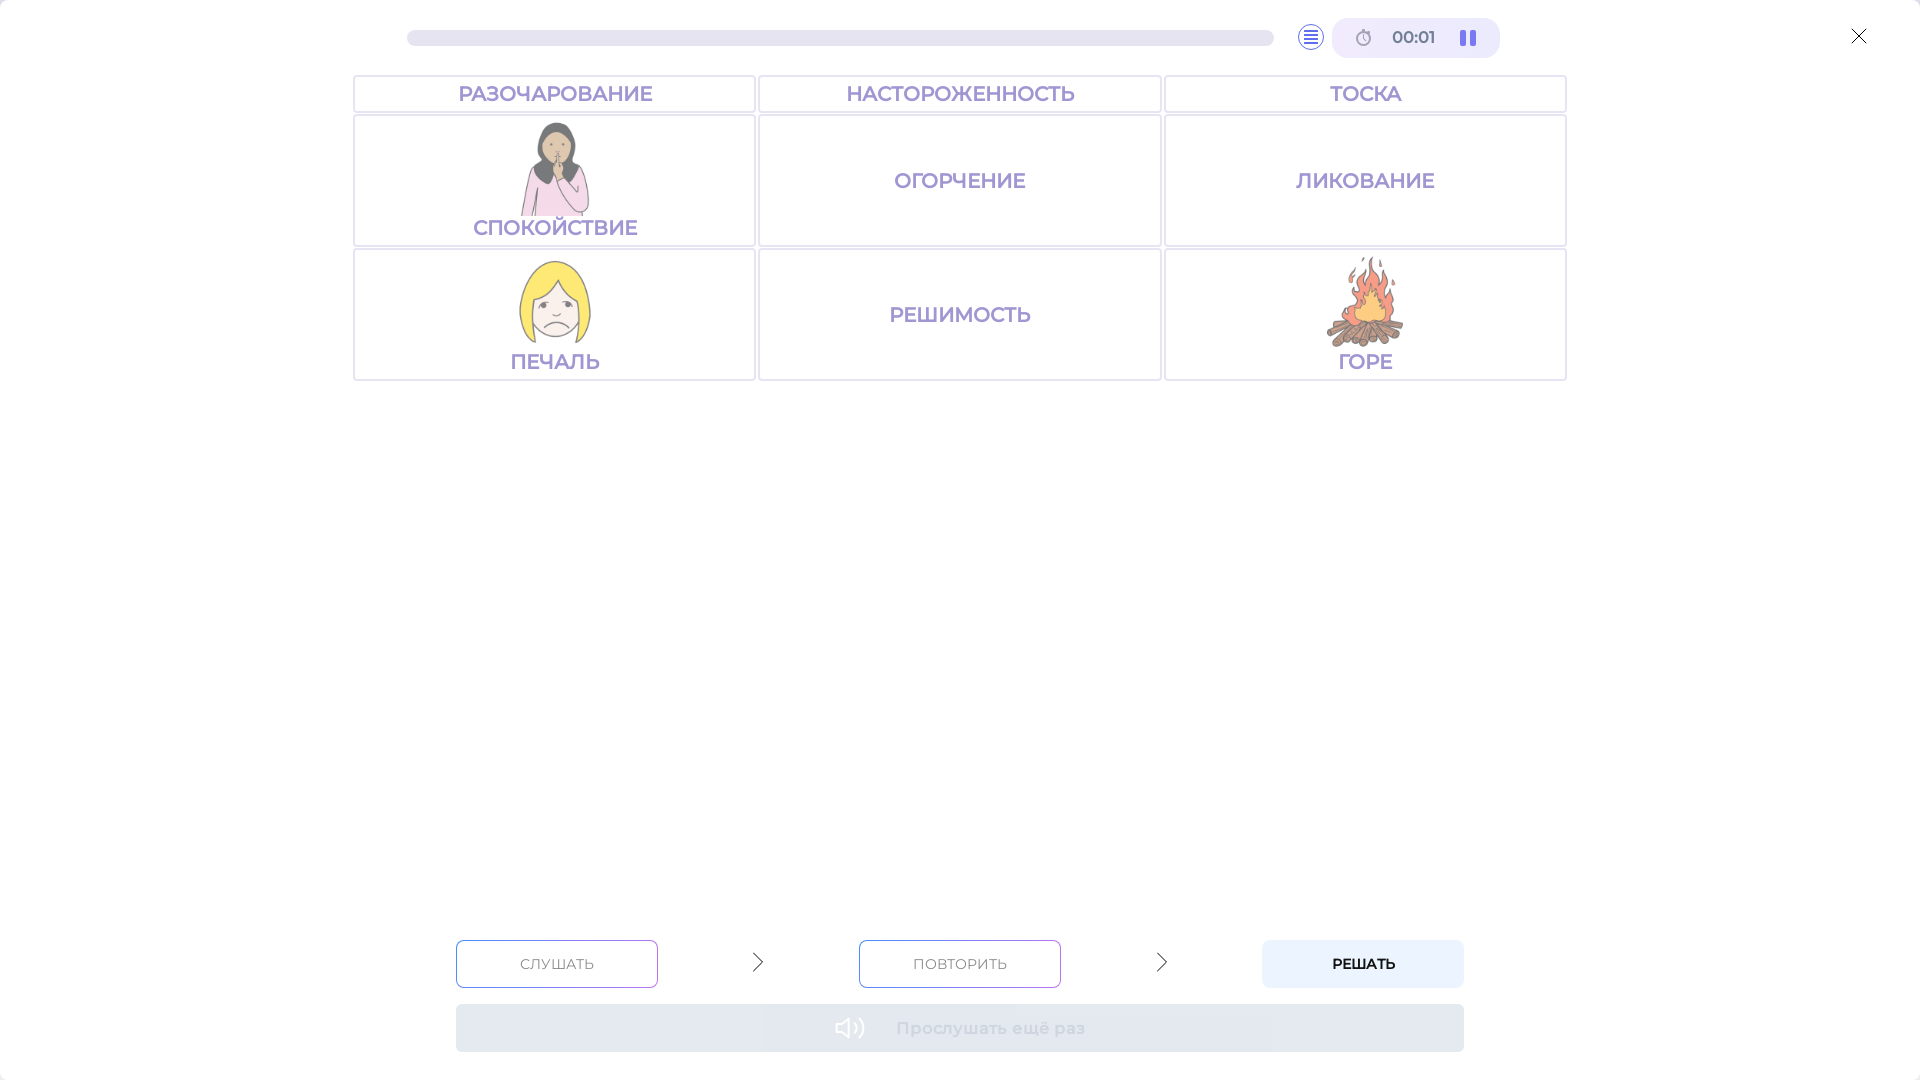 00:01
РАЗОЧАРОВАНИЕ
НАСТОРОЖЕННОСТЬ
ТОСКА
СПОКОЙСТВИЕ
ОГОРЧЕНИЕ
ЛИКОВАНИЕ
ПЕЧАЛЬ
РЕШИМОСТЬ
ГОРЕ
СЛУШАТЬ
ПОВТОРИТЬ
РЕШАТЬ
Прослушать ещё раз